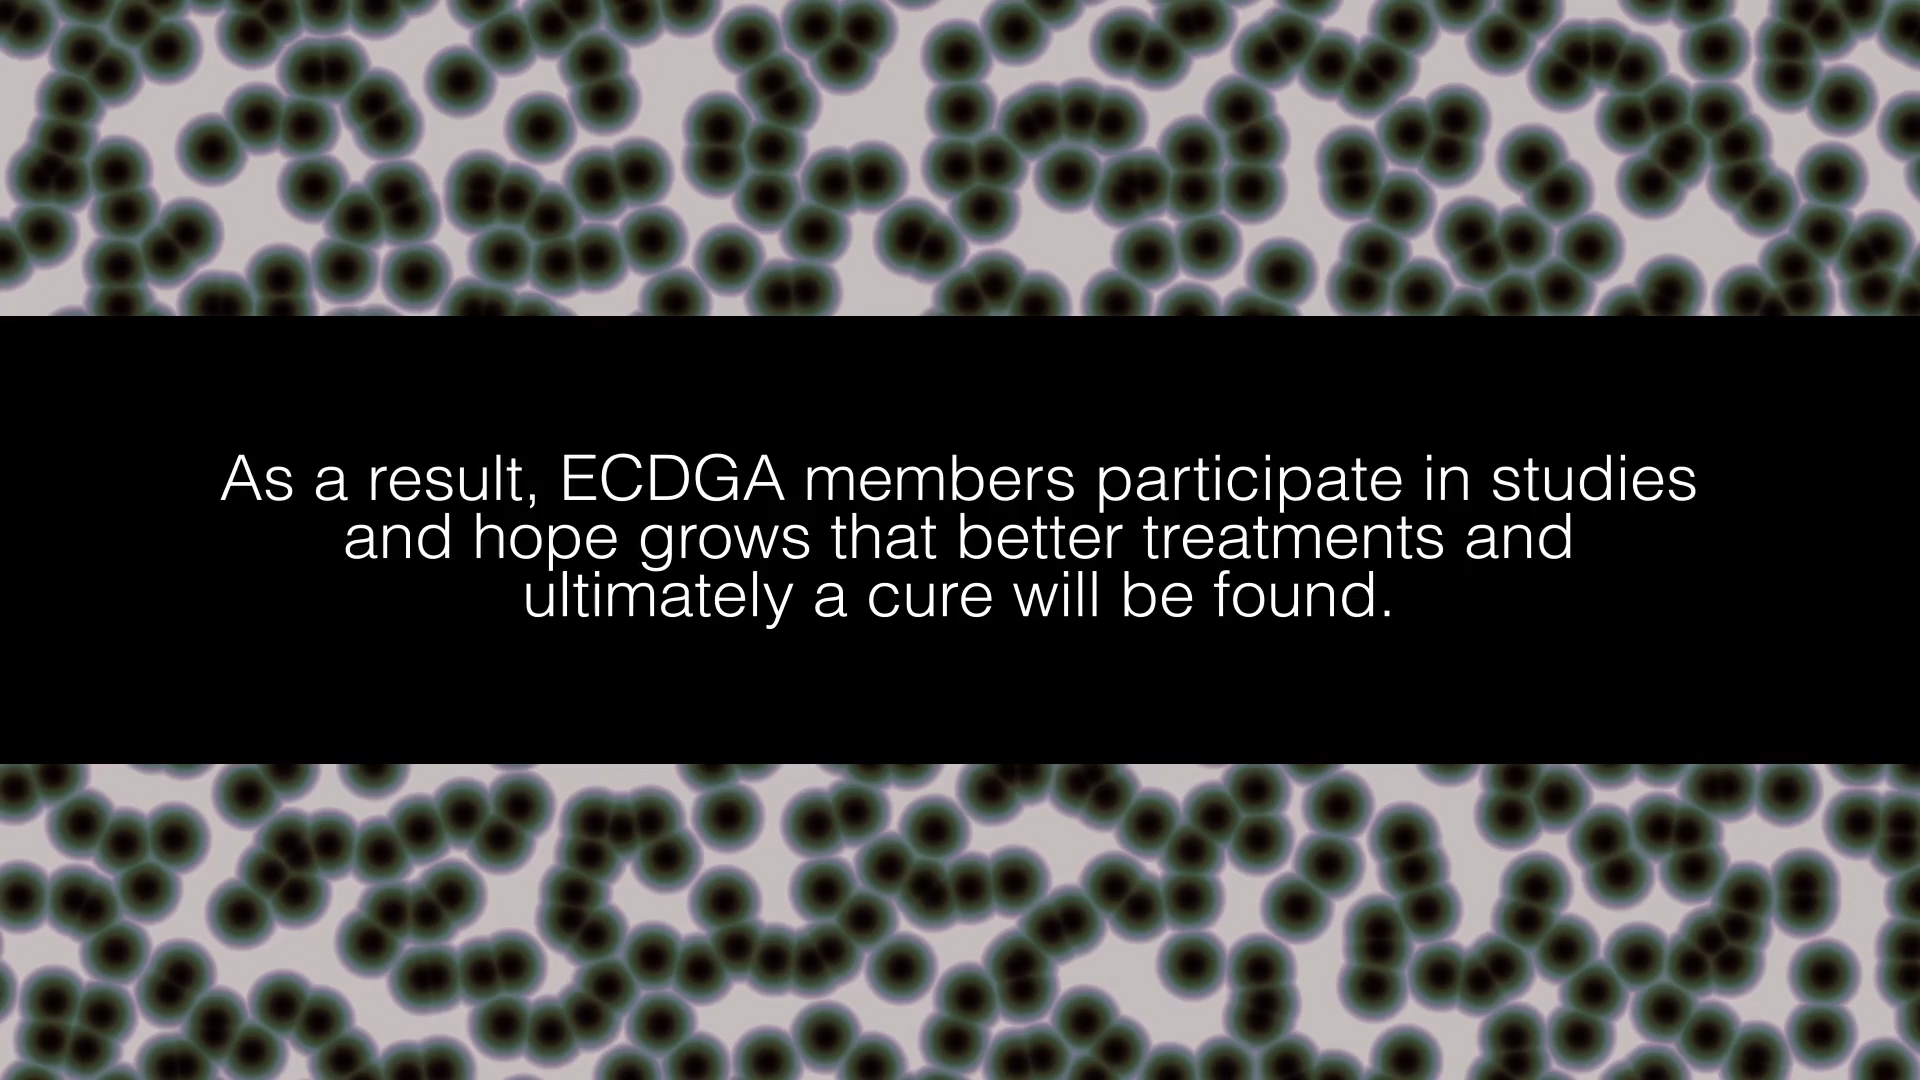 As a result, ECDGA members participate in studies
and hope grows that better treatments and
ultimately a cure will be found.